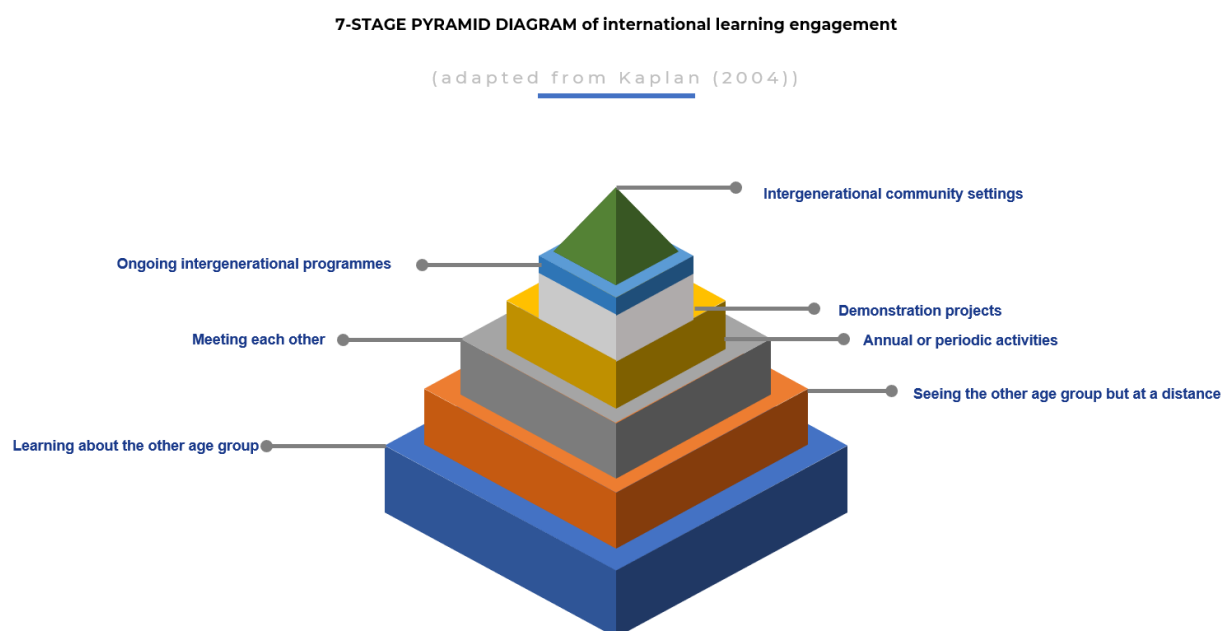 7-STAGE PYRAMID DIAGRAM of international learning engagement
(adapted from Kaplan (2004))
Intergenerational community settings
Ongoing intergenerational programmes
Demonstration projects
Meeting each other
Annual or periodic activities
Seeing the other age group but at a distance
Learning about the other age group